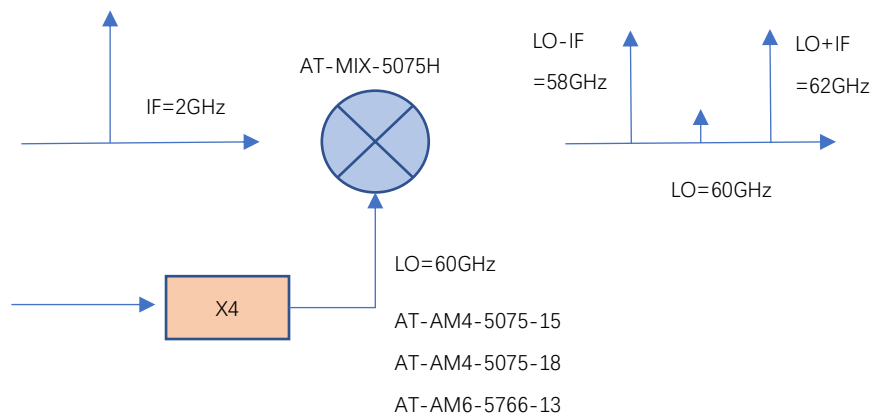 IF=2GHz
AT-MIX-5075H
LO-IF
=58GHz
LO+IF
=62GHz
LO=60GHz
X4
LO=60GHz
AT-AM4-5075-15
AT-AM4-5075-18
AT-AM6-5766-13